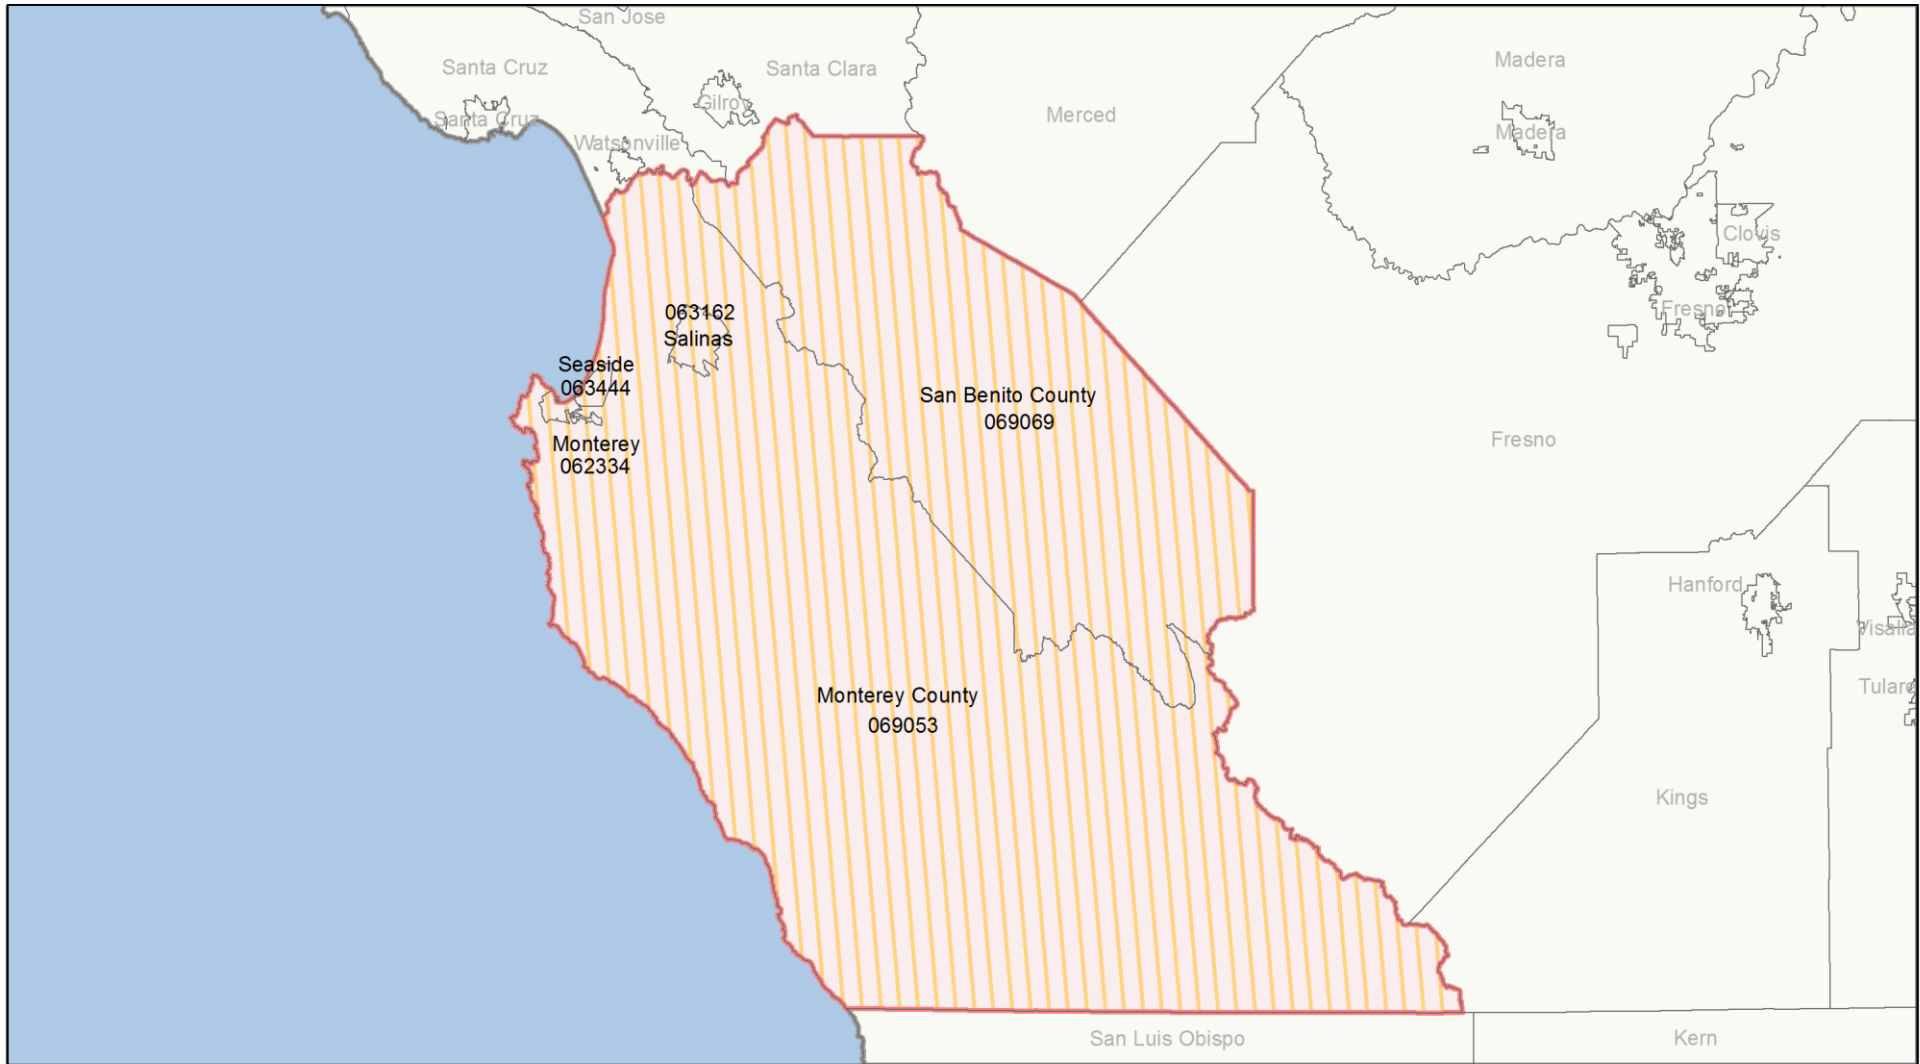 San Jose
Santa Cruz
Santa Clara
Madera
Gilroy
Santa Cruz
Merced
Madera
Watsonville
Clovis
063162
Salinas
Fresno
Seaside
063444
San Benito County
069069
Monterey
062334
Fresno
Hanford
Visalia
Tulare
Monterey County
069053
Kings
San Luis Obispo
Kern